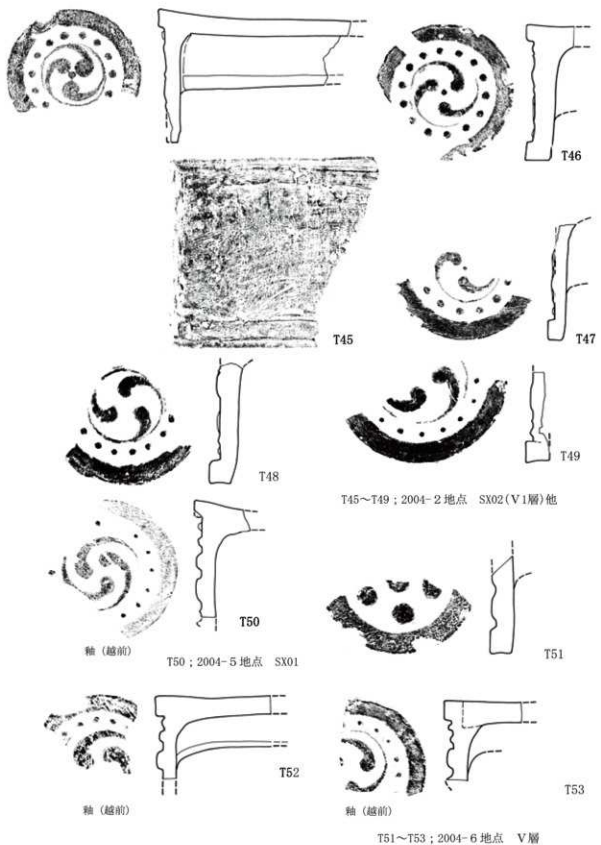 T46
T45
T47
T48
T49
T45～T49；2004-2地点 SX02(Ⅴ1層)他
T50
釉（越前）
T50；2004-5地点 SX01
T51
T52
T53
釉（越前）
釉（越前）
T51～T53；2004-6地点 Ⅴ層